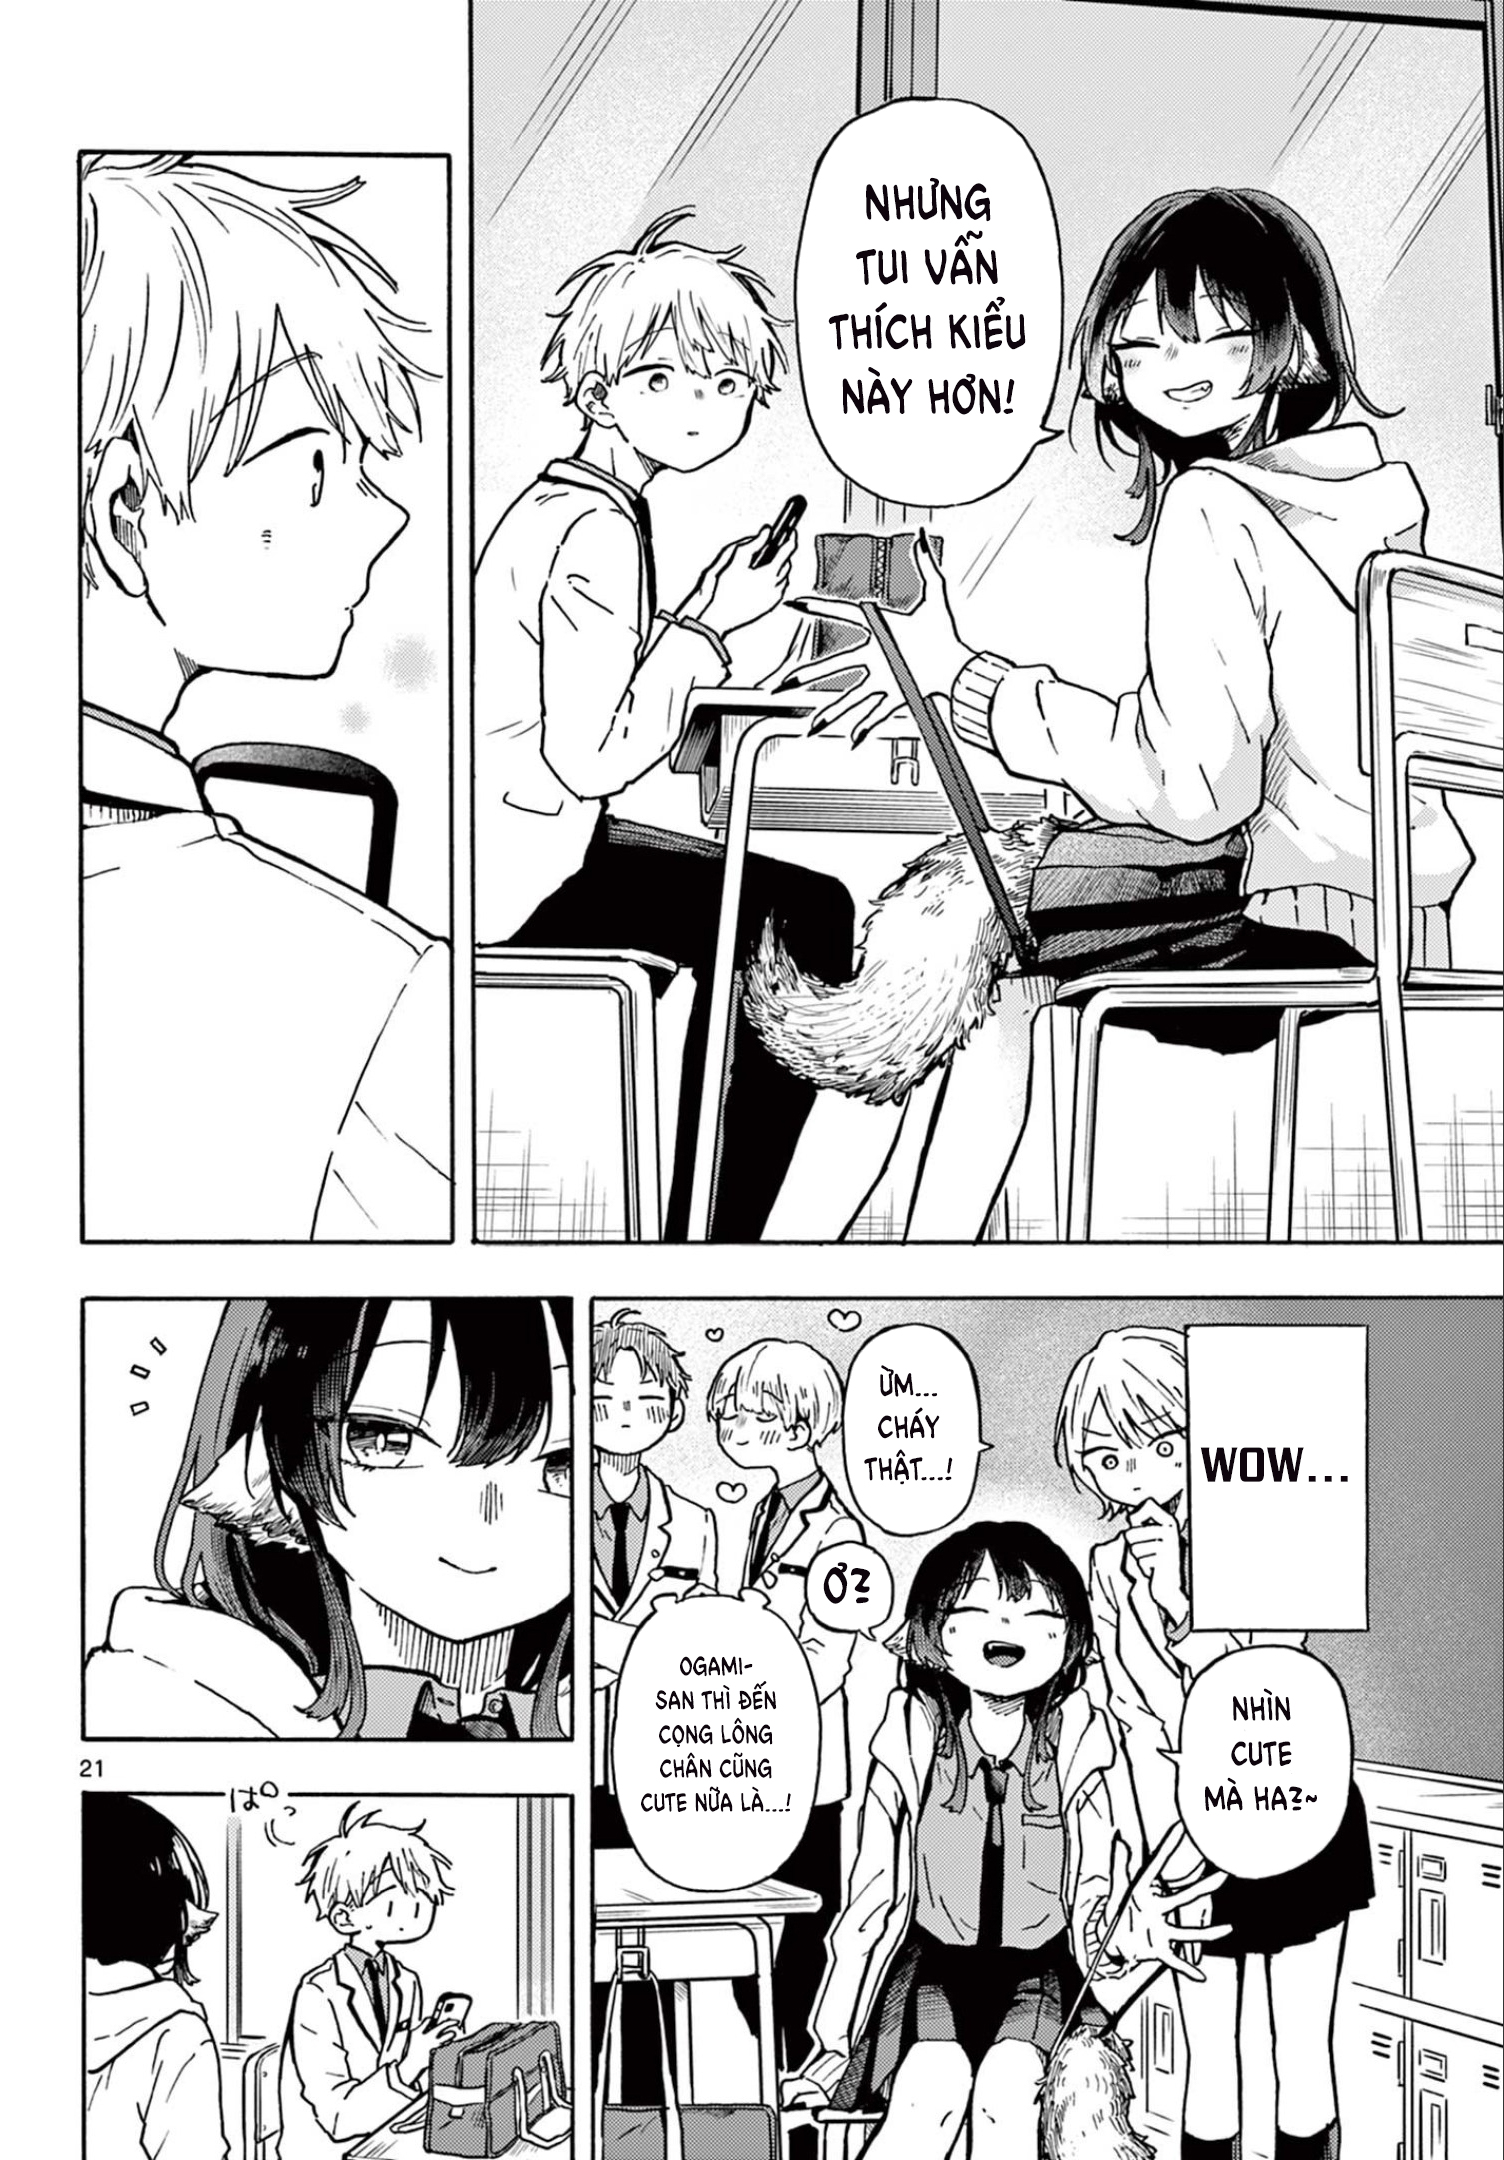 NHƯNG
TUI VẪN
THÍCH KIỂU
NÀY HƠN!
WOW...
NHÌN
CUTE
MÀ HA?~
ỪM...
CHÁY
THẬT...!
Ơ?
OGAMI-
SAN THÌ ĐẾN
CỌNG LÔNG
CHÂN CŨNG
CUTE NỮA LÀ...!
21
ぱっ